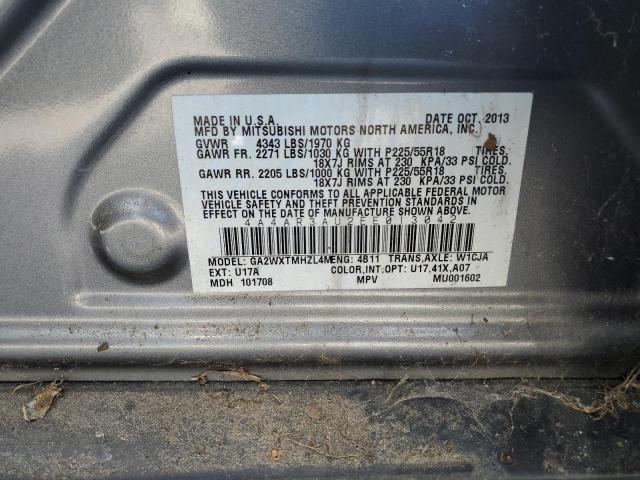 MADE IN U.S.A. DATE OCT. 2013
MFD BY MITSUBISHI MOTORS NORTH AMERICA, INC.
GVWR 4343 LBS/1970 KG
GAWR FR. 2271 LBS/1030 KG WITH P225/55R18 TIRES,
18X7J RIMS AT 230 KPA/33 PSI COLD.
GAWR RR. 2205 LBS/1000 KG WITH P225/55R18 TIRES,
18X7J RIMS AT 230 KPA/33 PSI COLD.
THIS VEHICLE CONFORMS TO ALL APPLICABLE FEDERAL MOTOR
VEHICLE SAFETY AND THEFT PREVENTION STANDARDS IN
EFFECT ON THE DATE OF MANUFACTURE SHOWN ABOVE.
4A4AR3AU2EE013042
MODEL: GA2WXTMHZL4M ENG: 4B11 TRANS,AXLE: W1CJA
EXT: U17A COLOR,INT,OPT: U17,41X,A07
MDH 101708 MPV MU001602